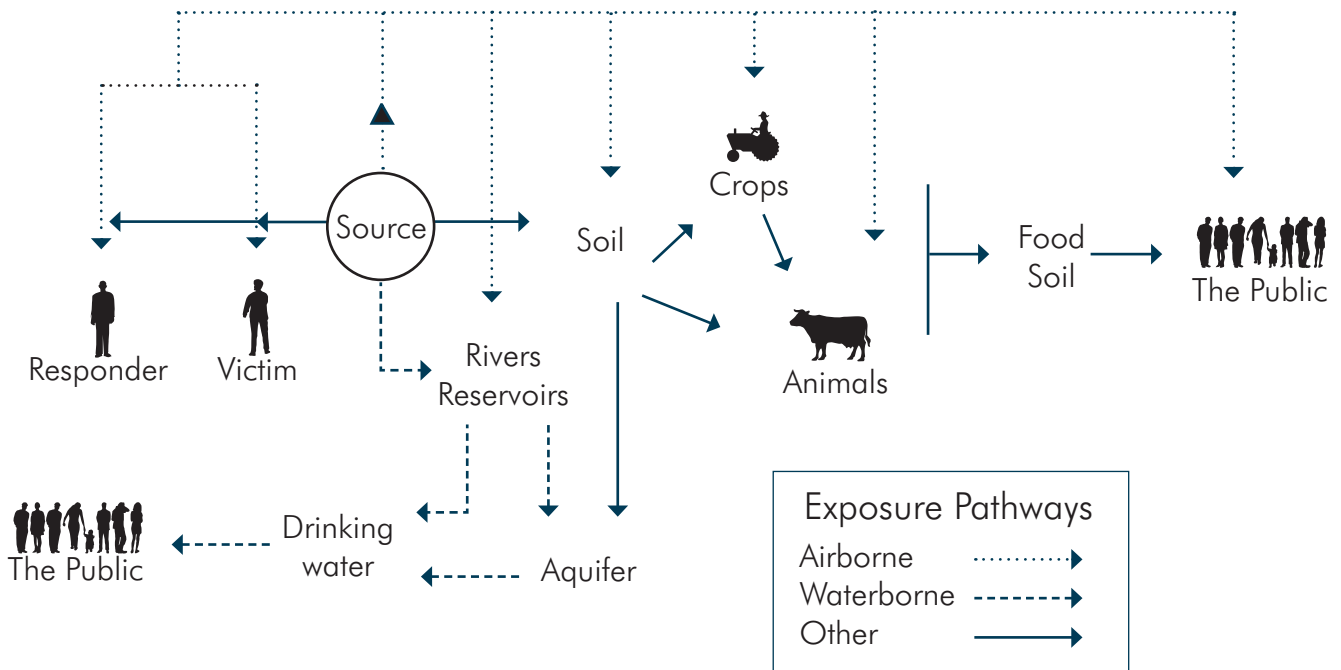 Crops
Source
Soil
Food
Soil
The Public
Responder
Victim
Rivers
Reservoirs
Animals
Drinking
water
The Public
Aquifer
Exposure Pathways
Airborne
Waterborne
Other